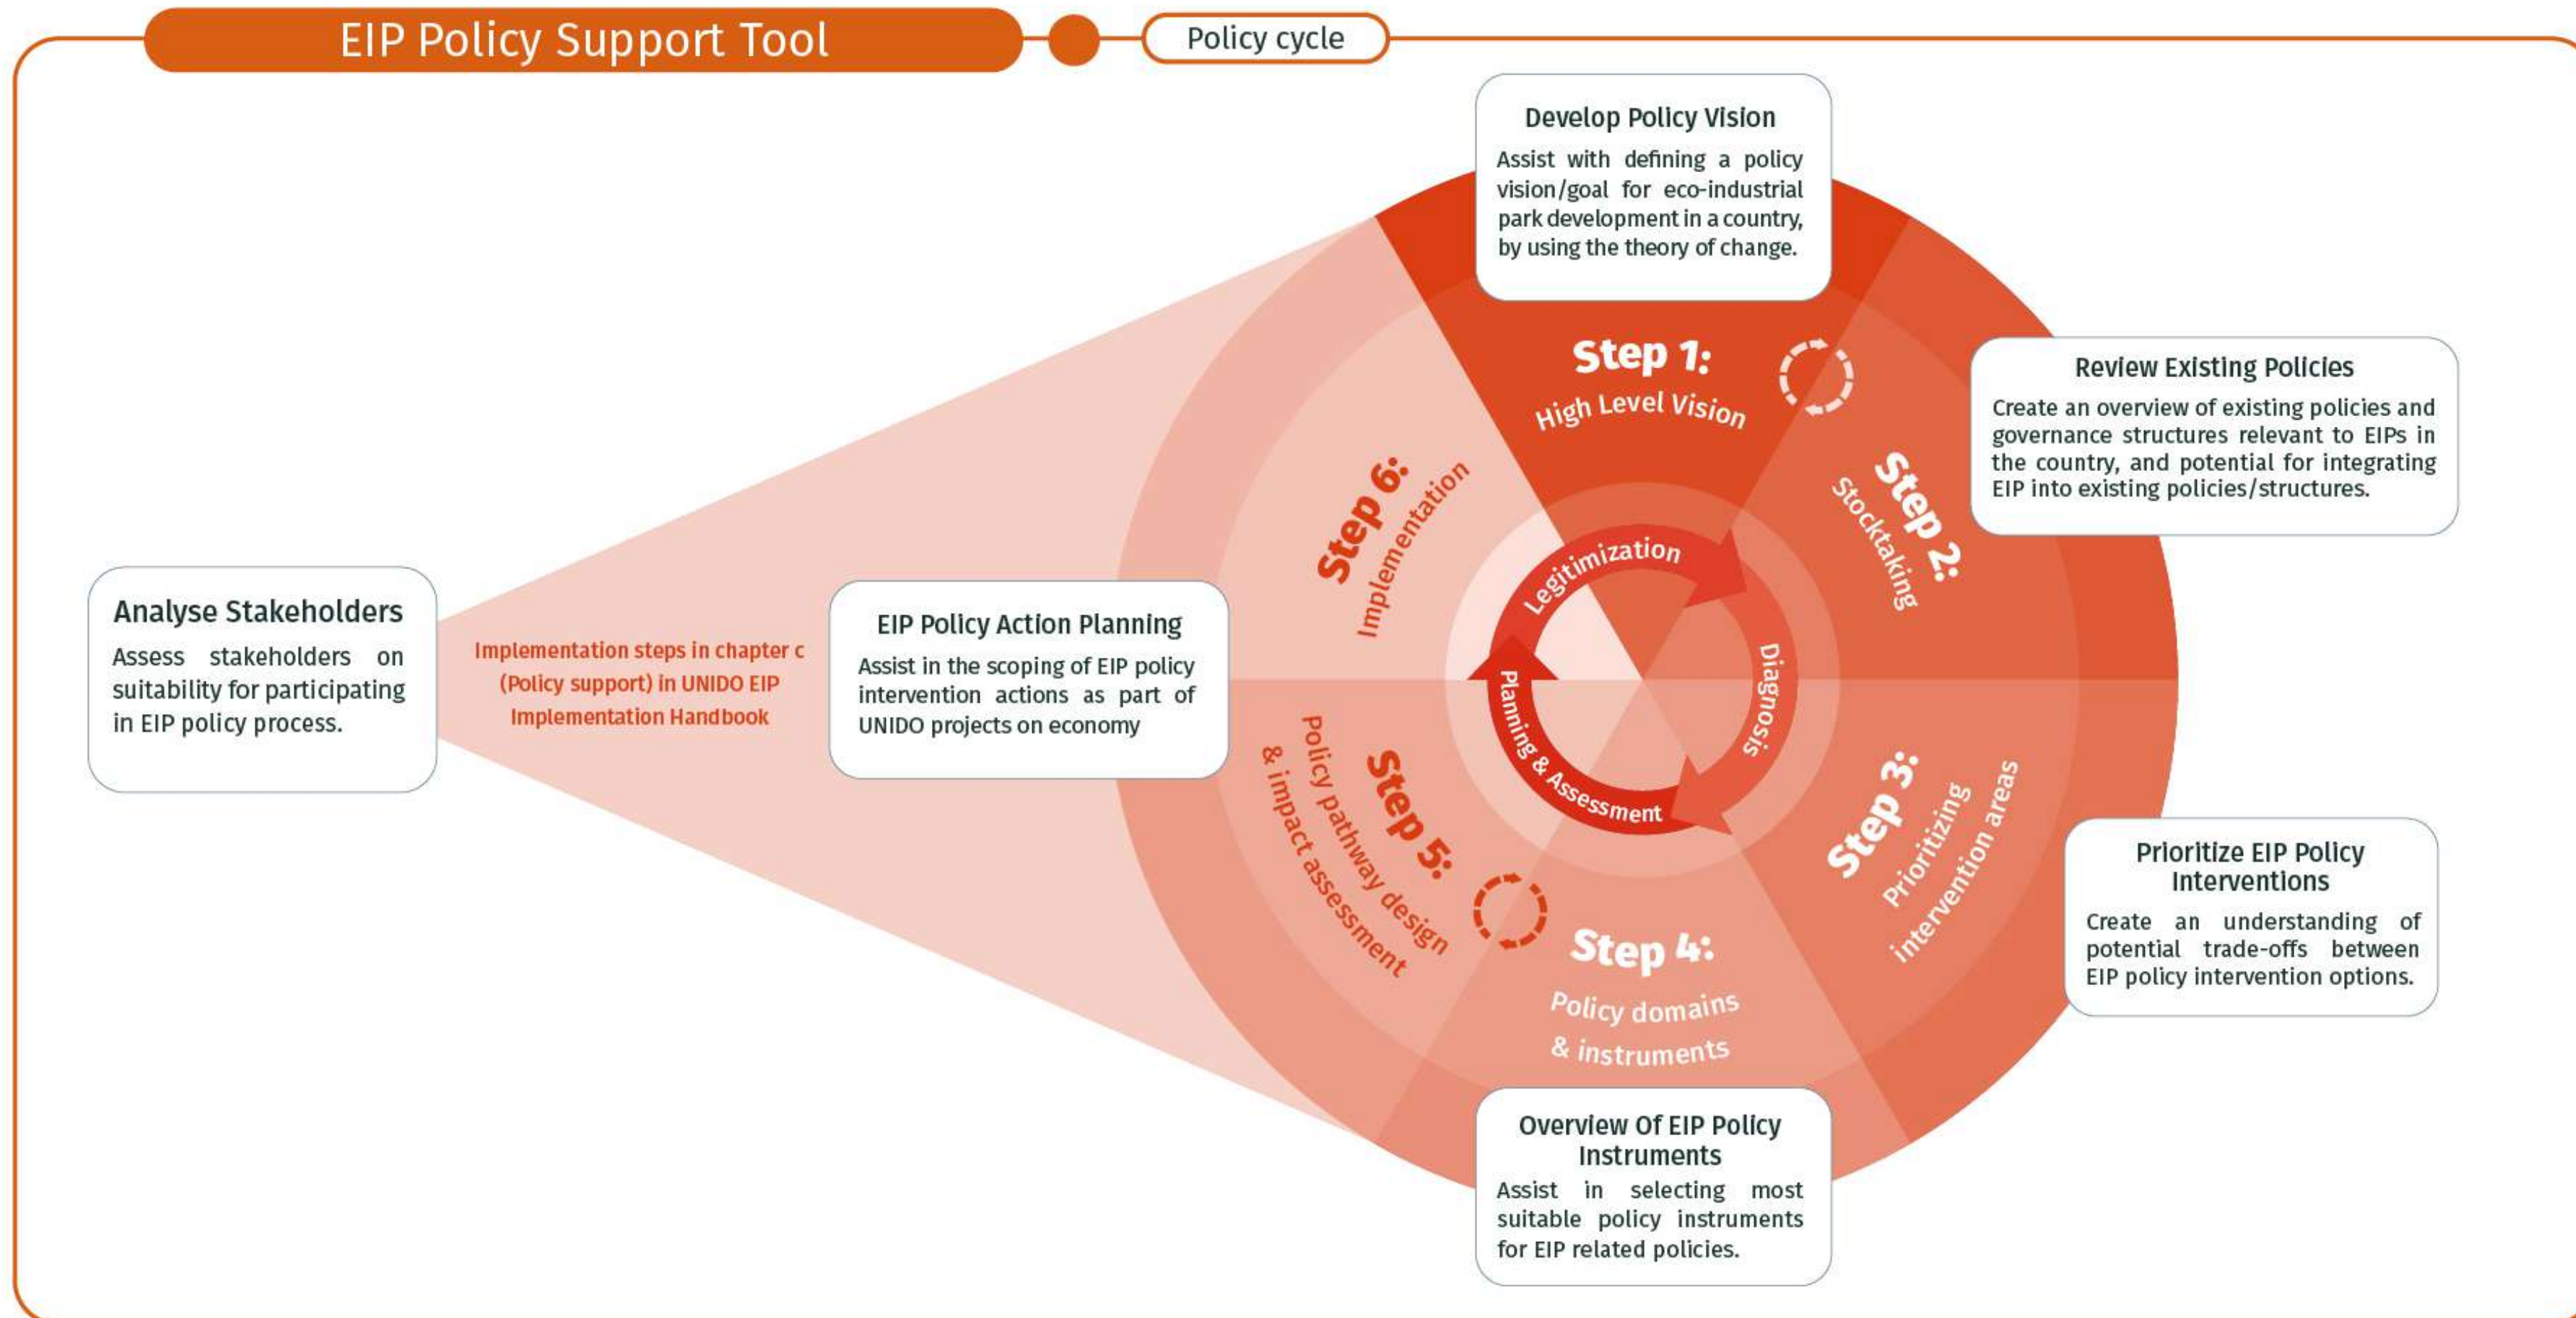 EIP Policy Support Tool
Policy cycle
Develop Policy Vision
Assist with defining a policy
vision/goal for eco-industrial
park development in a country,
by using the theory of change.
Step 1:
High Level Vision
Review Existing Policies
Create an overview of existing policies and
governance structures relevant to EIPs in
the country, and potential for integrating
EIP into existing policies/structures.
Step 2:
Stocktaking
Step 3:
Prioritizing
intervention areas
Prioritize EIP Policy
Interventions
Create an understanding of
potential trade-offs between
EIP policy intervention options.
Step 4:
Policy domains
& instruments
Overview Of EIP Policy
Instruments
Assist in selecting most
suitable policy instruments
for EIP related policies.
Step 5:
Policy pathway design
& impact assessment
Step 6:
Implementation
EIP Policy Action Planning
Assist in the scoping of EIP policy
intervention actions as part of
UNIDO projects on economy
Legitimization
Diagnosis
Planning & Assessment
Implementation steps in chapter c
(Policy support) in UNIDO EIP
Implementation Handbook
Analyse Stakeholders
Assess stakeholders on
suitability for participating
in EIP policy process.